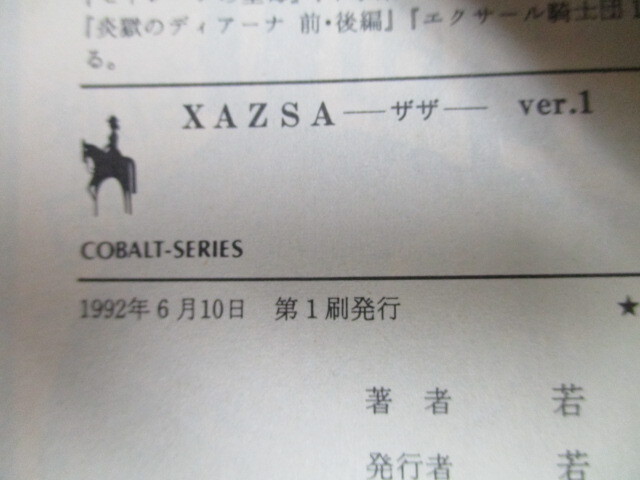 『炎獄のディアーナ 前・後編』『エクサール騎士団
る。
XAZSA―ザザ― ver.1
COBALT-SERIES
1992年6月10日 第1刷発行 ★
著 者 若
発行者 若